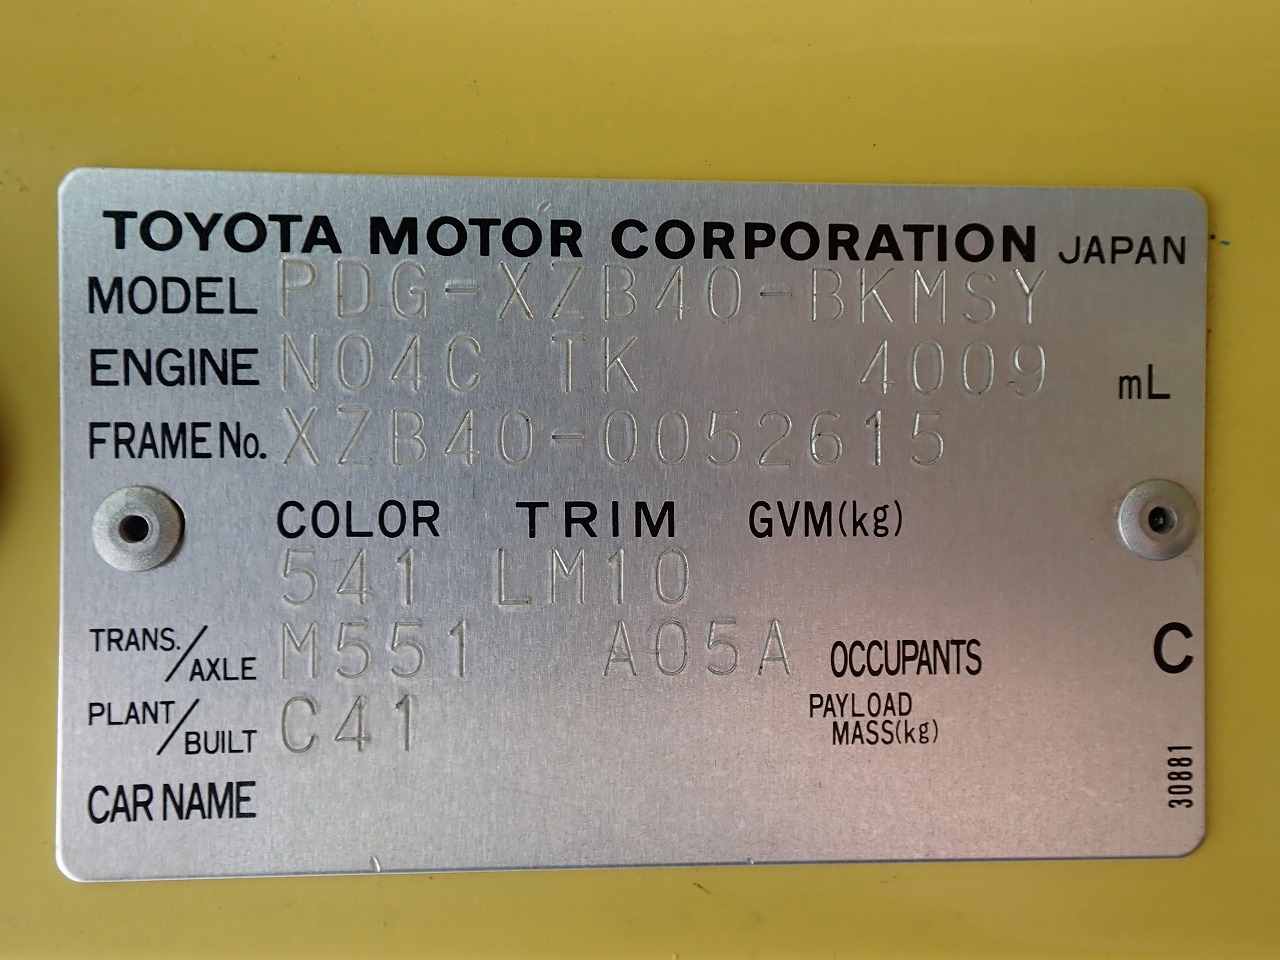 TOYOTA MOTOR CORPORATION JAPAN
MODEL PDG-XZB40-BKMSY
ENGINE N04C TK 4009 mL
FRAME No. XZB40-0052615
COLOR TRIM GVM(kg)
541 LM10
TRANS./AXLE M551 A05A OCCUPANTS C
PLANT/BUILT C41 PAYLOAD MASS(kg)
CAR NAME
30881